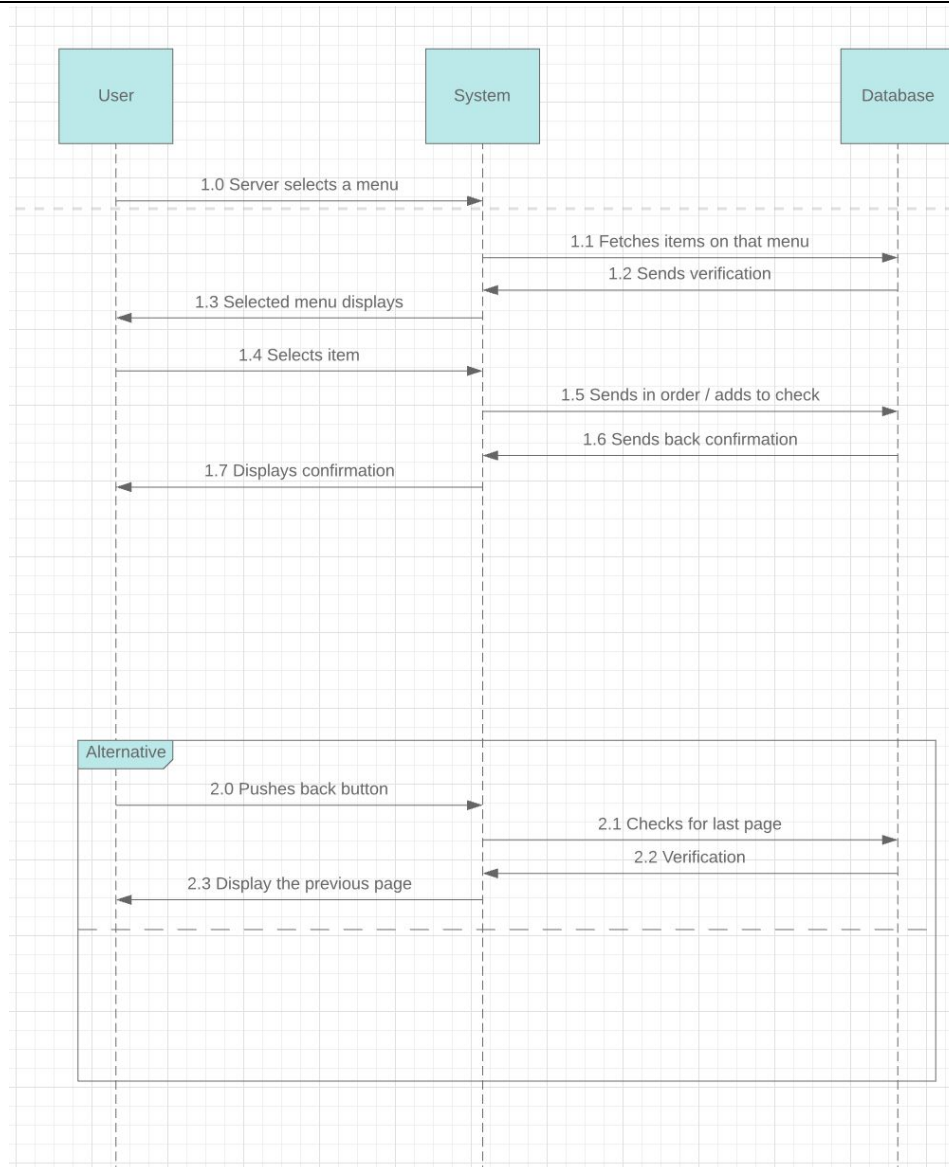 User
System
Database
1.0 Server selects a menu
1.1 Fetches items on that menu
1.2 Sends verification
1.3 Selected menu displays
1.4 Selects item
1.5 Sends in order / adds to check
1.6 Sends back confirmation
1.7 Displays confirmation
Alternative
2.0 Pushes back button
2.1 Checks for last page
2.2 Verification
2.3 Display the previous page